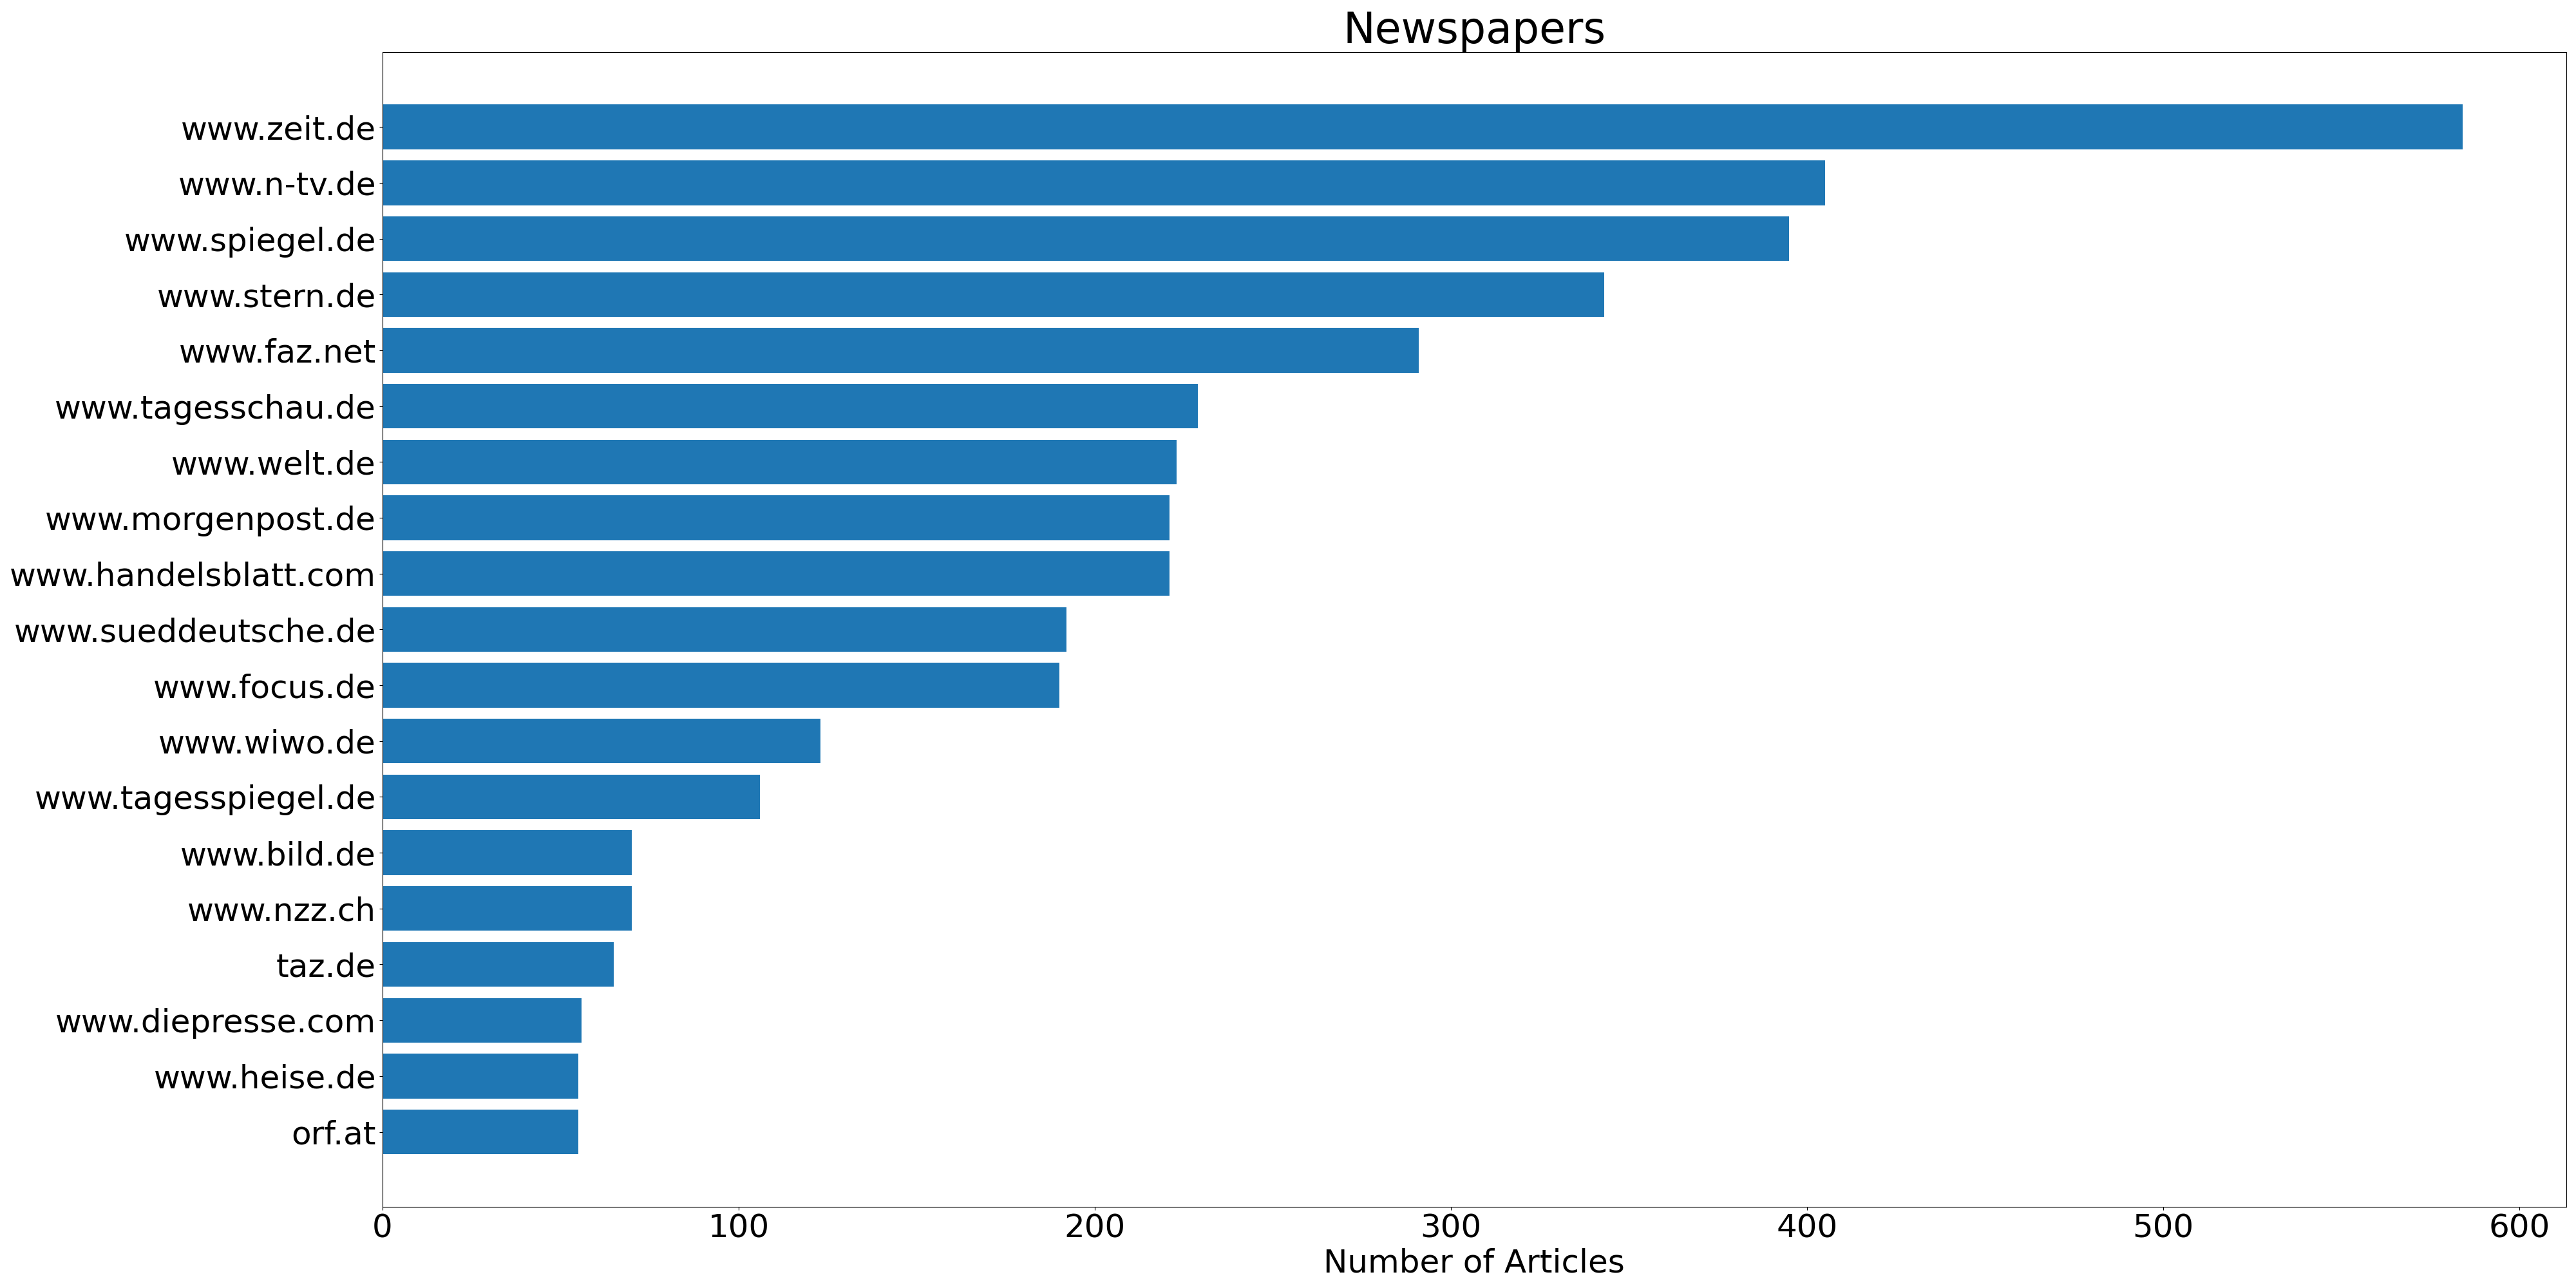 Newspapers
www.zeit.de
www.n-tv.de
www.spiegel.de
www.stern.de
www.faz.net
www.tagesschau.de
www.welt.de
www.morgenpost.de
www.handelsblatt.com
www.sueddeutsche.de
www.focus.de
www.wiwo.de
www.tagesspiegel.de
www.bild.de
www.nzz.ch
taz.de
www.diepresse.com
www.heise.de
orf.at
0 100 200 300 400 500 600
Number of Articles